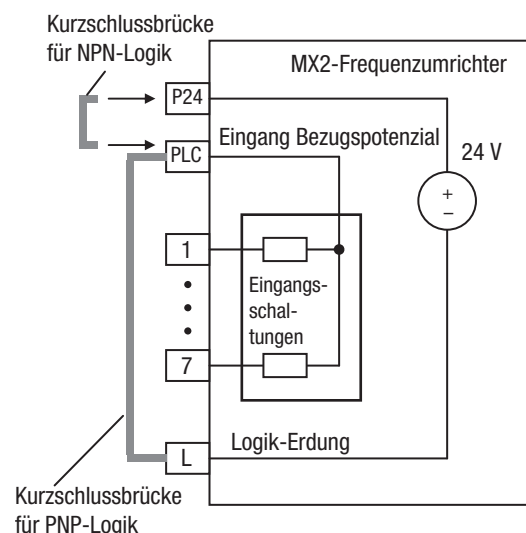 Kurzschlussbrücke
für NPN-Logik
MX2-Frequenzumrichter
P24
Eingang Bezugspotenzial
PLC
24 V
+
−
1
Eingangs-
schal-
tungen
7
Logik-Erdung
L
Kurzschlussbrücke
für PNP-Logik